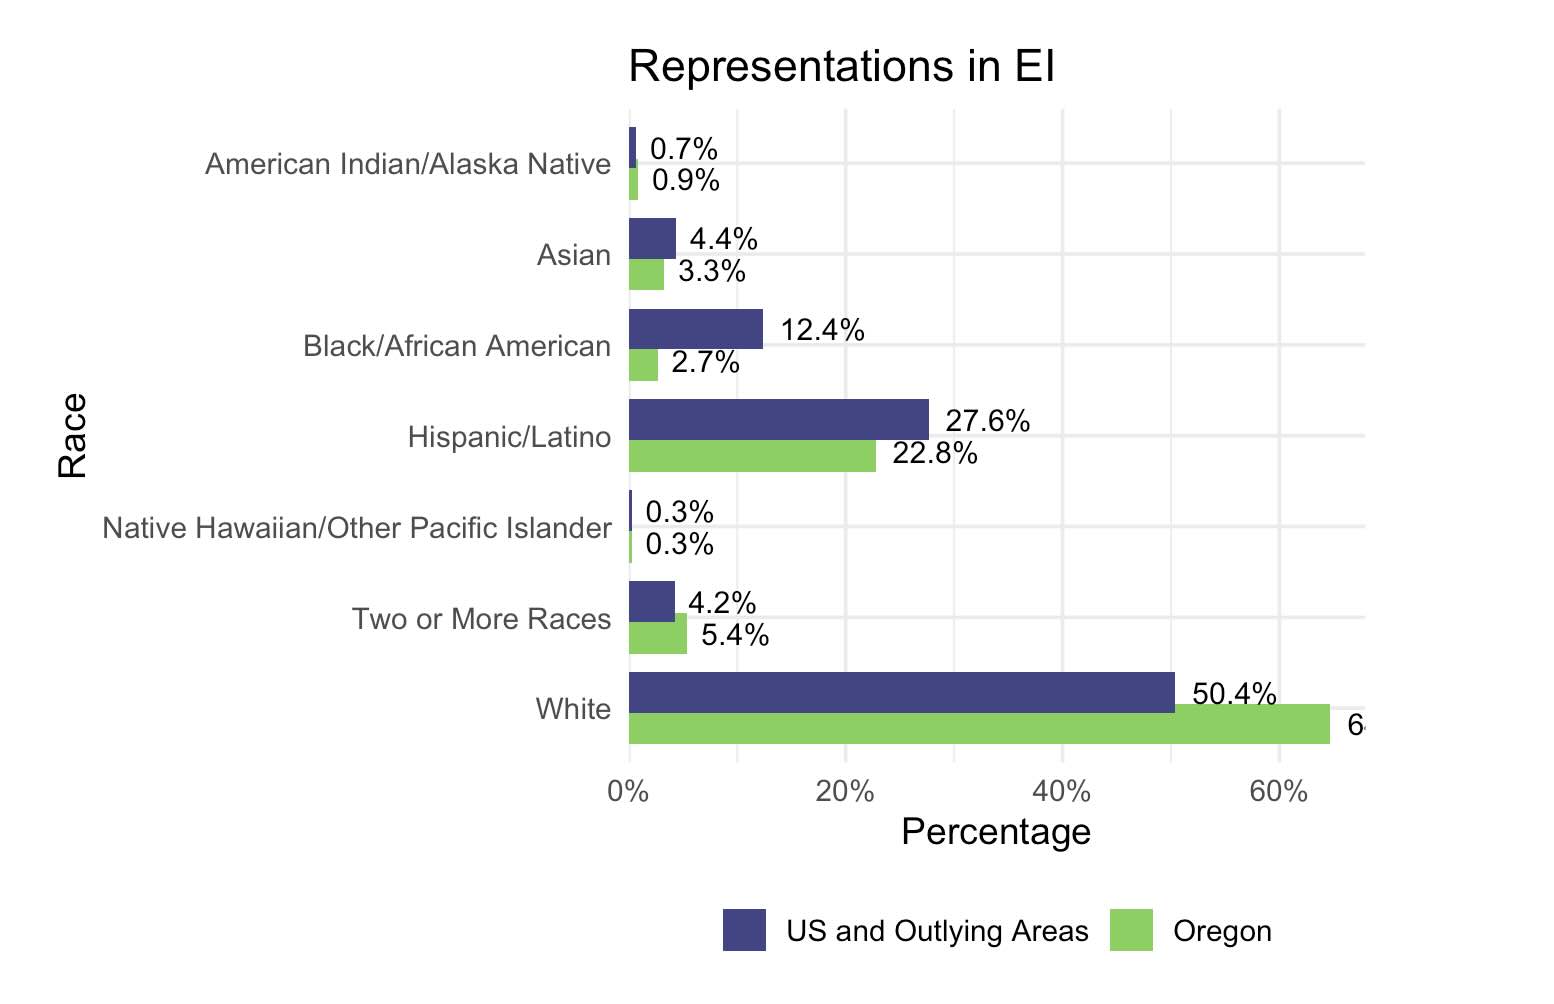 Representations in EI
American Indian/Alaska Native
0.7%
0.9%
Asian
4.4%
3.3%
Black/African American
12.4%
2.7%
Race
Hispanic/Latino
27.6%
22.8%
Native Hawaiian/Other Pacific Islander
0.3%
0.3%
Two or More Races
4.2%
5.4%
White
50.4%
0% 20% 40% 60%
Percentage
US and Outlying Areas Oregon